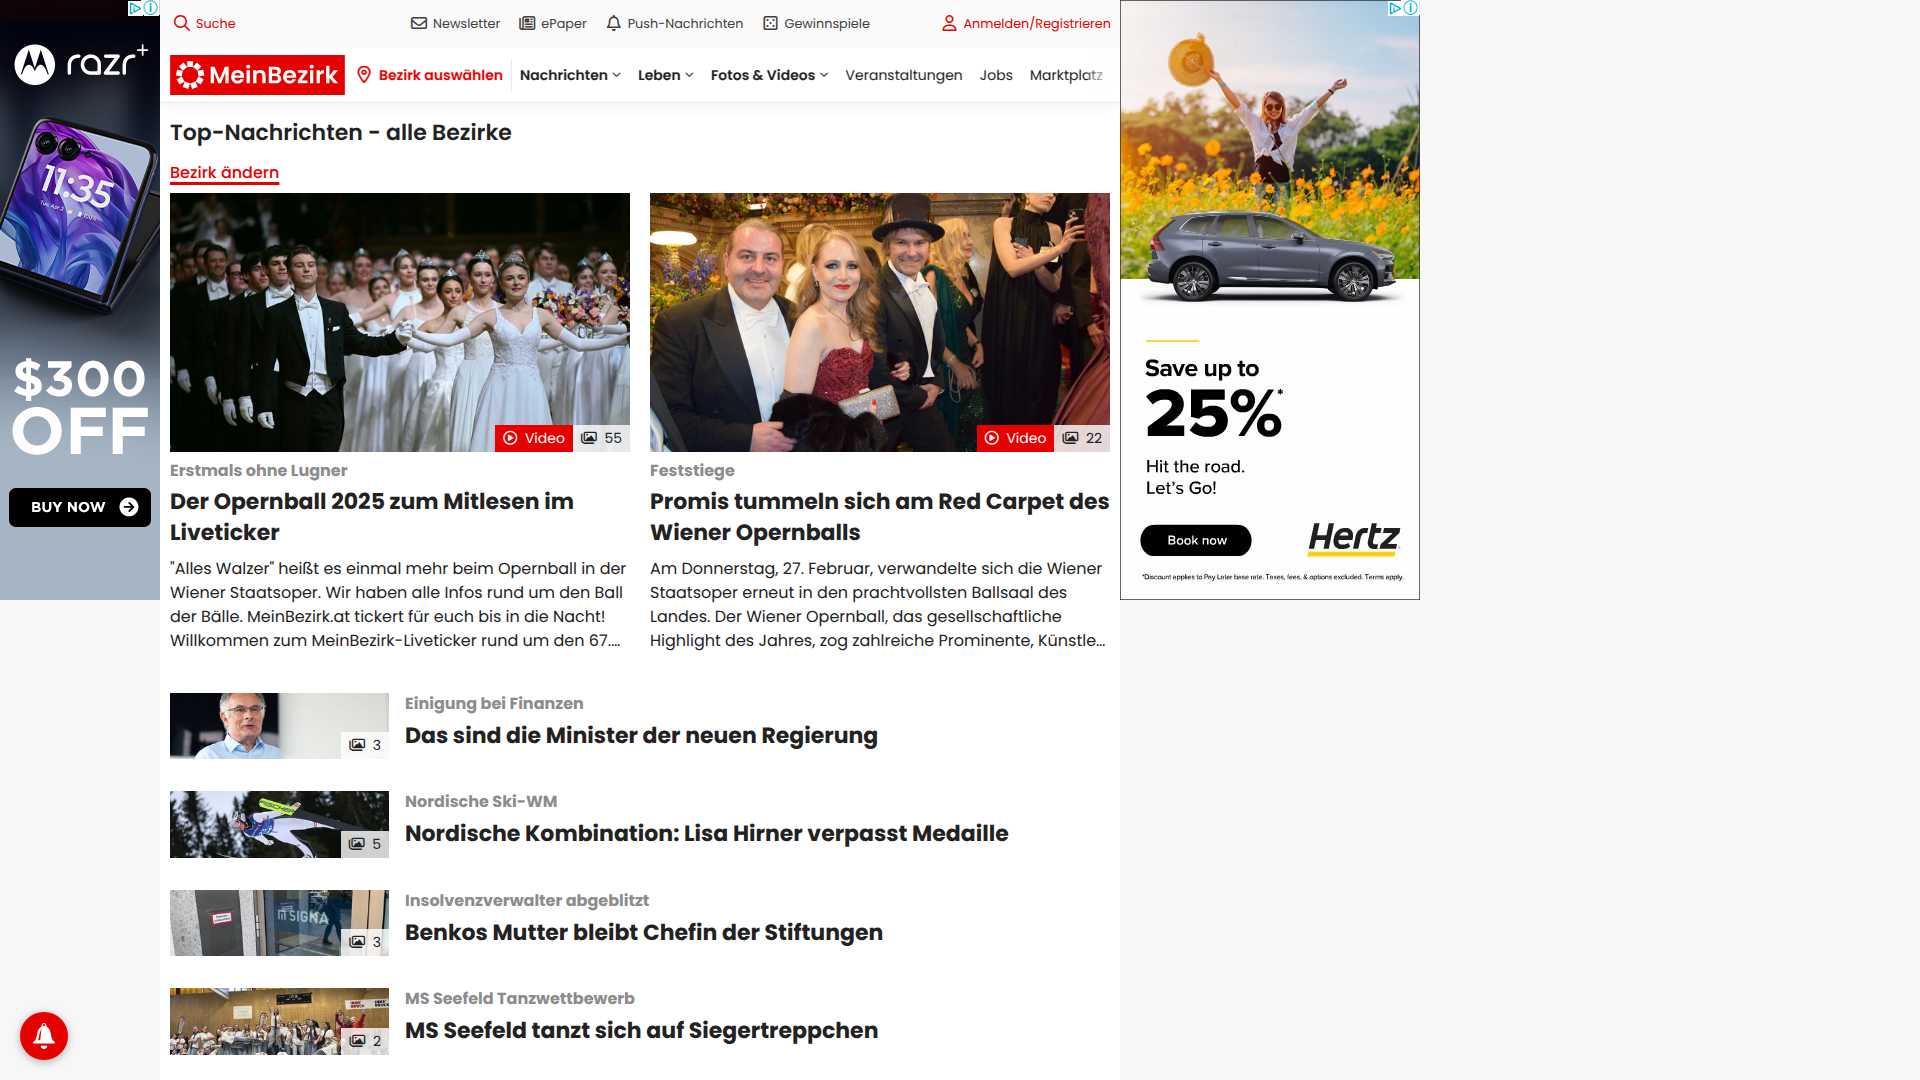 Suche
Newsletter
ePaper
Push-Nachrichten
Gewinnspiele
Anmelden/Registrieren
MeinBezirk
Bezirk auswählen
Nachrichten
Leben
Fotos & Videos
Veranstaltungen
Jobs
Marktplatz
razr+
11:35
$300
OFF
BUY NOW
Top-Nachrichten - alle Bezirke
Bezirk ändern
Video
55
Erstmals ohne Lugner
Der Opernball 2025 zum Mitlesen im
Liveticker
"Alles Walzer" heißt es einmal mehr beim Opernball in der
Wiener Staatsoper. Wir haben alle Infos rund um den Ball
der Bälle. MeinBezirk.at tickert für euch bis in die Nacht!
Willkommen zum MeinBezirk-Liveticker rund um den 67....
Video
22
Feststiege
Promis tummeln sich am Red Carpet des
Wiener Opernballs
Am Donnerstag, 27. Februar, verwandelte sich die Wiener
Staatsoper erneut in den prachtvollsten Ballsaal des
Landes. Der Wiener Opernball, das gesellschaftliche
Highlight des Jahres, zog zahlreiche Prominente, Künstle...
3
Einigung bei Finanzen
Das sind die Minister der neuen Regierung
5
Nordische Ski-WM
Nordische Kombination: Lisa Hirner verpasst Medaille
SIGNA
3
Insolvenzverwalter abgeblitzt
Benkos Mutter bleibt Chefin der Stiftungen
2
MS Seefeld Tanzwettbewerb
MS Seefeld tanzt sich auf Siegertreppchen
Save up to
25%*
Hit the road.
Let's Go!
Book now
Hertz
*Discount applies to Pay Later base rate. Taxes, fees, & options excluded. Terms apply.